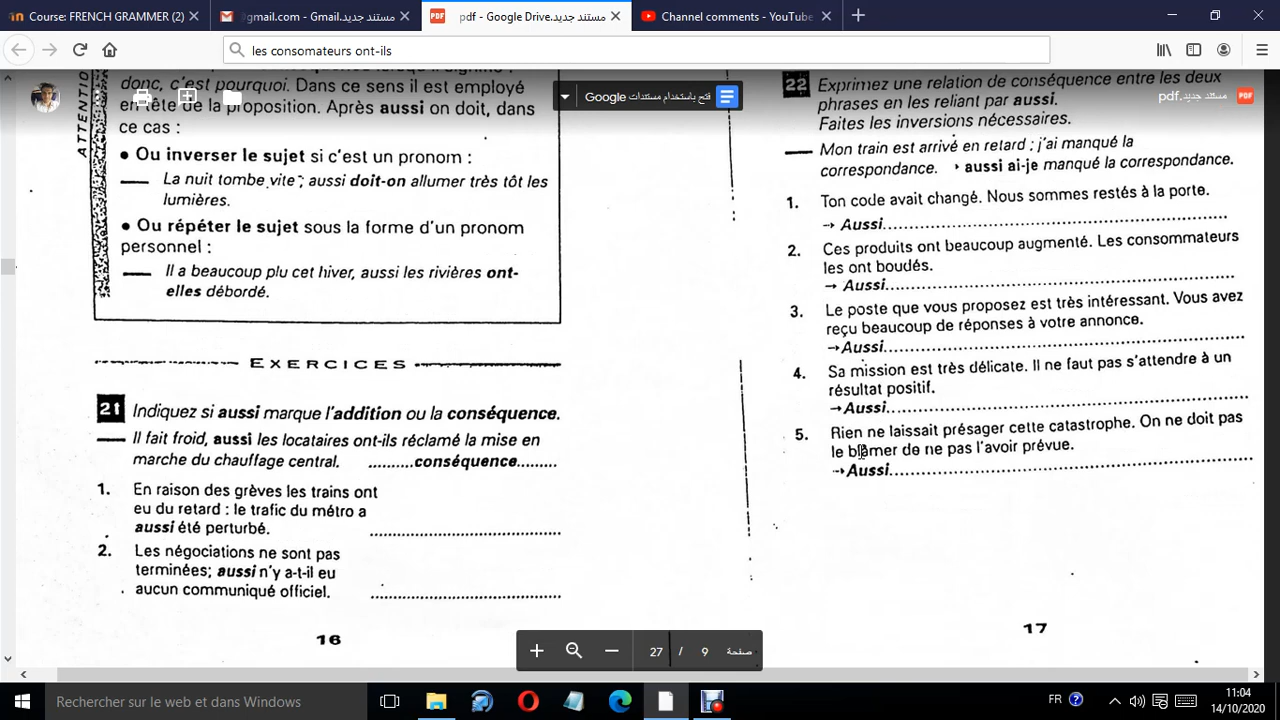 Course: FRENCH GRAMMER (2)
@gmail.com - Gmail.مستند جديد
pdf - Google Drive.مستند جديد
Channel comments - YouTube
les consomateurs ont-ils
donc, c'est pourquoi. Dans ce sens il est employé
en tête de la proposition. Après aussi on doit, dans
ce cas :
ATTENTIO
• Ou inverser le sujet si c'est un pronom :
La nuit tombe vite ; aussi doit-on allumer très tôt les
lumières.
• Ou répéter le sujet sous la forme d'un pronom
personnel :
Il a beaucoup plu cet hiver, aussi les rivières ont-
elles débordé.
EXERCICES
21 Indiquez si aussi marque l'addition ou la conséquence.
Il fait froid, aussi les locataires ont-ils réclamé la mise en
marche du chauffage central. ..........conséquence.........
1. En raison des grèves les trains ont
eu du retard : le trafic du métro a
aussi été perturbé. ..........................................
2. Les négociations ne sont pas
terminées; aussi n'y a-t-il eu
aucun communiqué officiel. ..........................................
16
فتح باستخدام مستندات Google
مستند جديد.pdf
PDF
22 Exprimez une relation de conséquence entre les deux
phrases en les reliant par aussi.
Faites les inversions nécessaires.
Mon train est arrivé en retard ; j'ai manqué la
correspondance. → aussi ai-je manqué la correspondance.
1. Ton code avait changé. Nous sommes restés à la porte.
→ Aussi..........................................
2. Ces produits ont beaucoup augmenté. Les consommateurs
les ont boudés.
→ Aussi..........................................
3. Le poste que vous proposez est très intéressant. Vous avez
reçu beaucoup de réponses à votre annonce.
→Aussi..........................................
4. Sa mission est très délicate. Il ne faut pas s'attendre à un
résultat positif.
→Aussi..........................................
5. Rien ne laissait présager cette catastrophe. On ne doit pas
le blâmer de ne pas l'avoir prévue.
→Aussi..........................................
17
27 / 9 صفحة
Rechercher sur le web et dans Windows
FR
11:04
14/10/2020